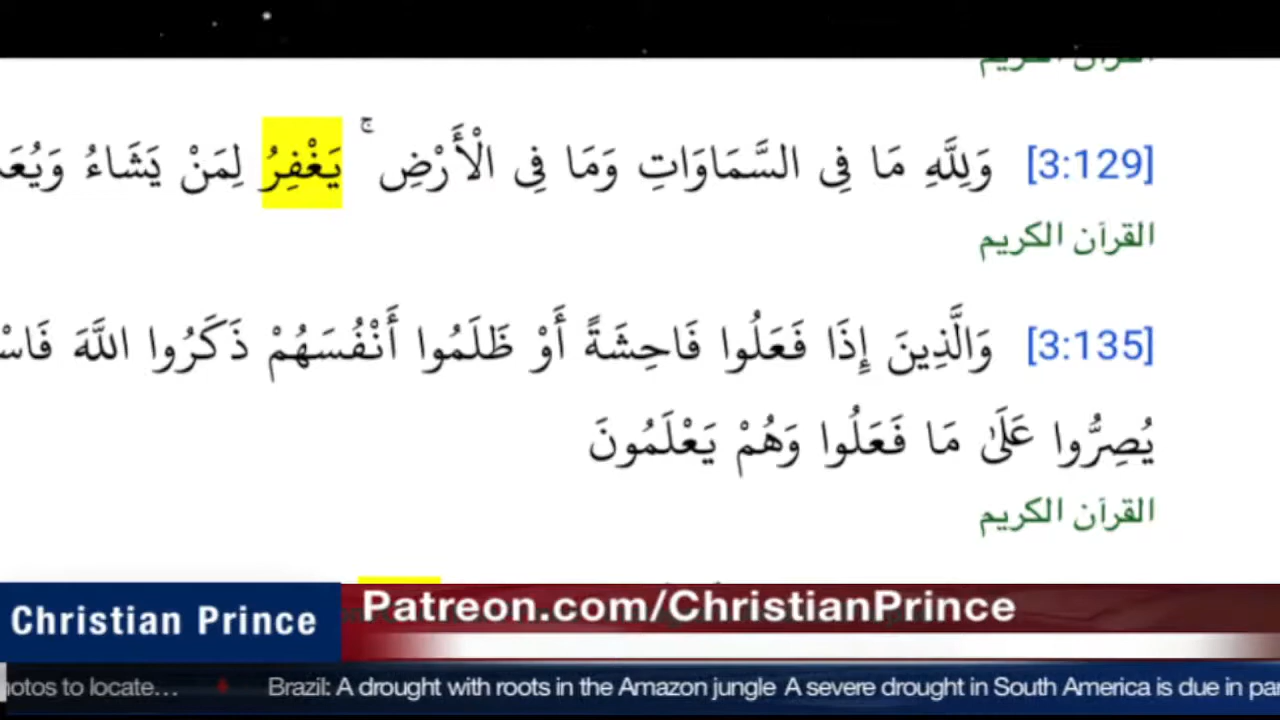 القرآن الكريم
[3:129] وَلِلَّهِ مَا فِي السَّمَاوَاتِ وَمَا فِي الْأَرْضِ ۚ يَغْفِرُ لِمَنْ يَشَاءُ وَيُعَذ
القرآن الكريم
[3:135] وَالَّذِينَ إِذَا فَعَلُوا فَاحِشَةً أَوْ ظَلَمُوا أَنْفُسَهُمْ ذَكَرُوا اللَّهَ فَاسْ
يُصِرُّوا عَلَىٰ مَا فَعَلُوا وَهُمْ يَعْلَمُونَ
القرآن الكريم
Christian Prince
Patreon.com/ChristianPrince
otos to locate... • Brazil: A drought with roots in the Amazon jungle A severe drought in South America is due in par